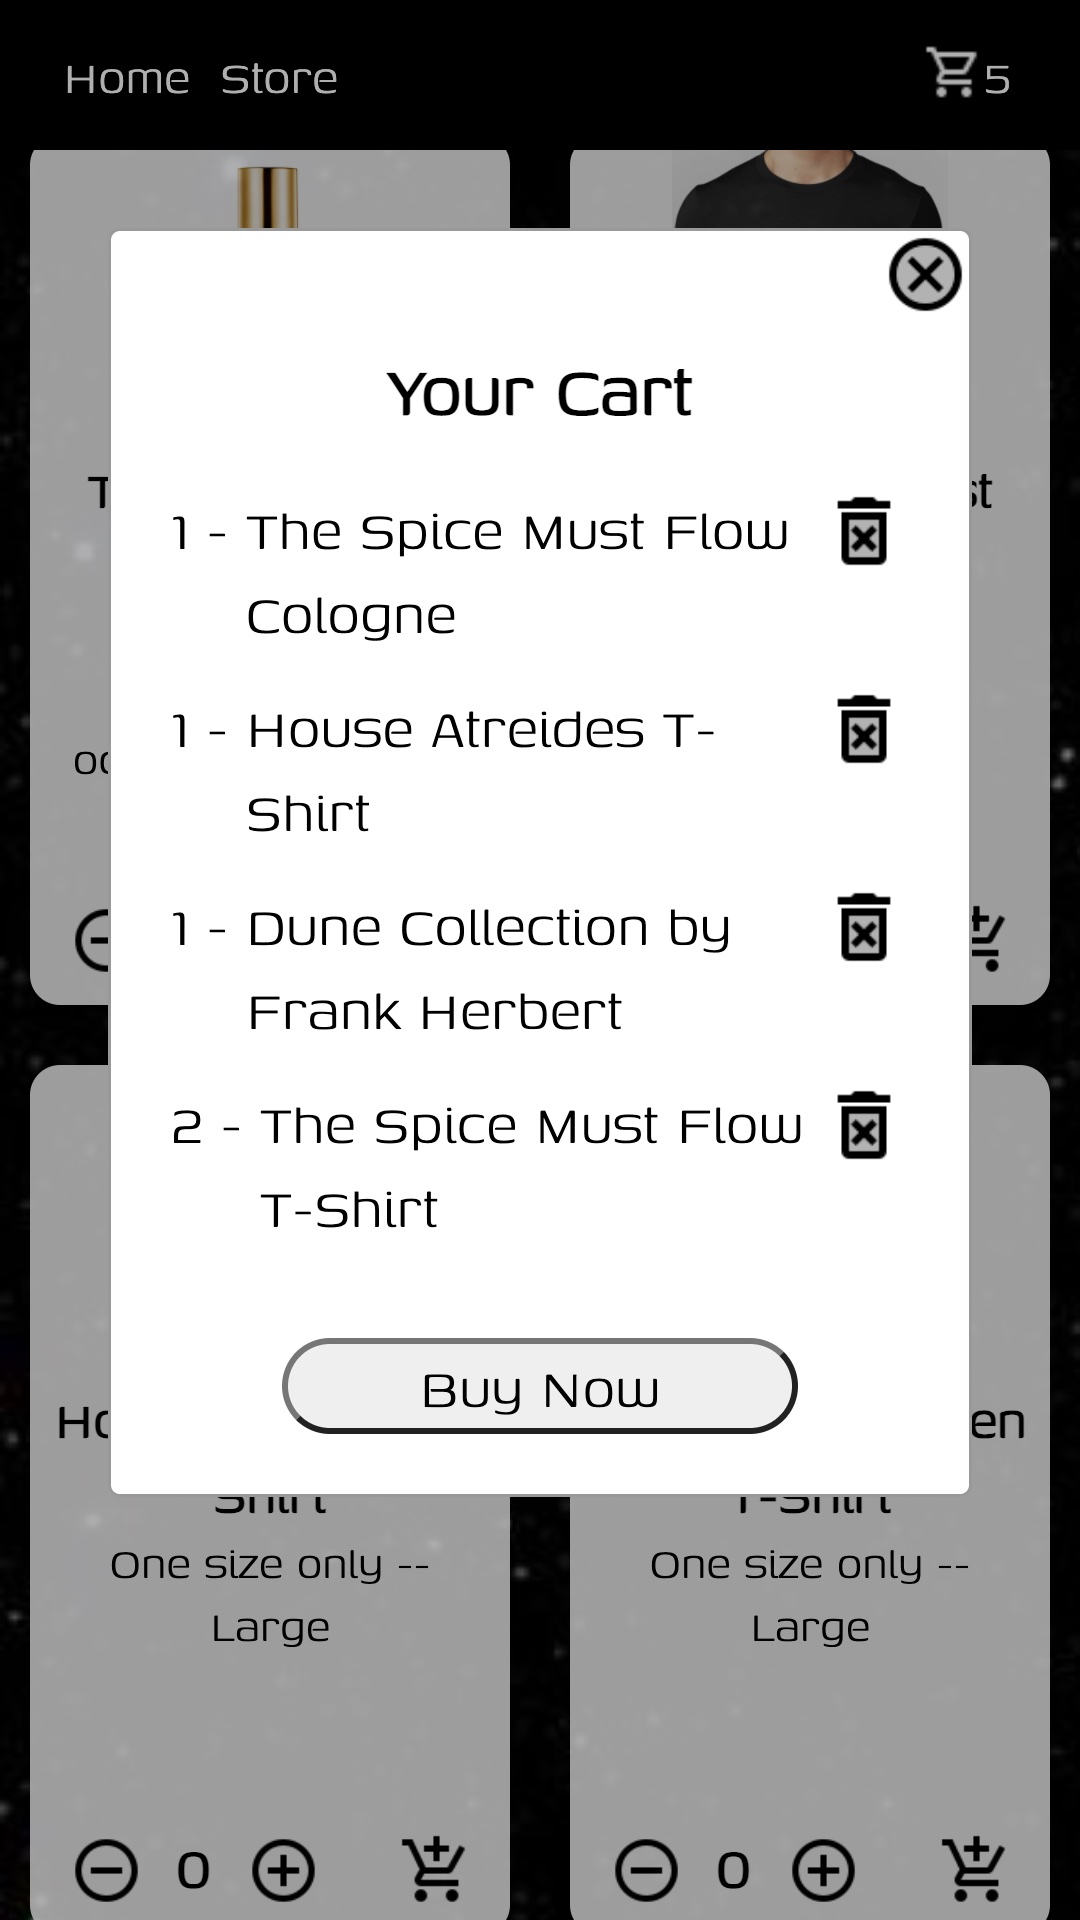 Home Store 5
Your Cart
1 - The Spice Must Flow
Cologne
1 - House Atreides T-
Shirt
1 - Dune Collection by
Frank Herbert
2 - The Spice Must Flow
T-Shirt
Buy Now
Shirt T-Shirt
One size only -- One size only --
Large Large
0 0